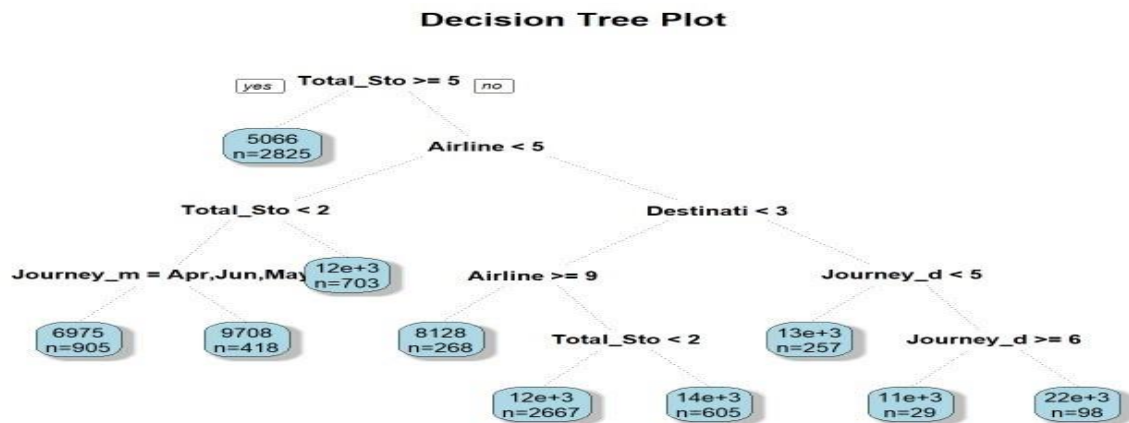 Decision Tree Plot
yes Total_Sto >= 5 no
5066
n=2825
Airline < 5
Total_Sto < 2
Destinati < 3
Journey_m = Apr,Jun,May
12e+3
n=703
Airline >= 9
Journey_d < 5
6975
n=905
9708
n=418
8128
n=268
Total_Sto < 2
13e+3
n=257
Journey_d >= 6
12e+3
n=2667
14e+3
n=605
11e+3
n=29
22e+3
n=98